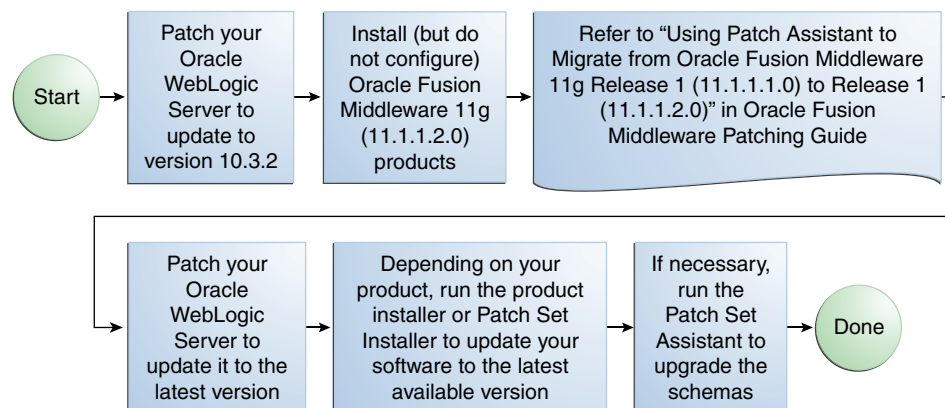 Start
Patch your
Oracle
WebLogic
Server to
update to
version 10.3.2
Install (but do
not configure)
Oracle Fusion
Middleware 11g
(11.1.1.2.0)
products
Refer to “Using Patch Assistant to
Migrate from Oracle Fusion Middleware
11g Release 1 (11.1.1.1.0) to Release 1
(11.1.1.2.0)” in Oracle Fusion
Middleware Patching Guide
Patch your
Oracle
WebLogic
Server to
update it to the
latest version
Depending on your
product, run the product
installer or Patch Set
Installer to update your
software to the latest
available version
If necessary,
run the
Patch Set
Assistant to
upgrade the
schemas
Done